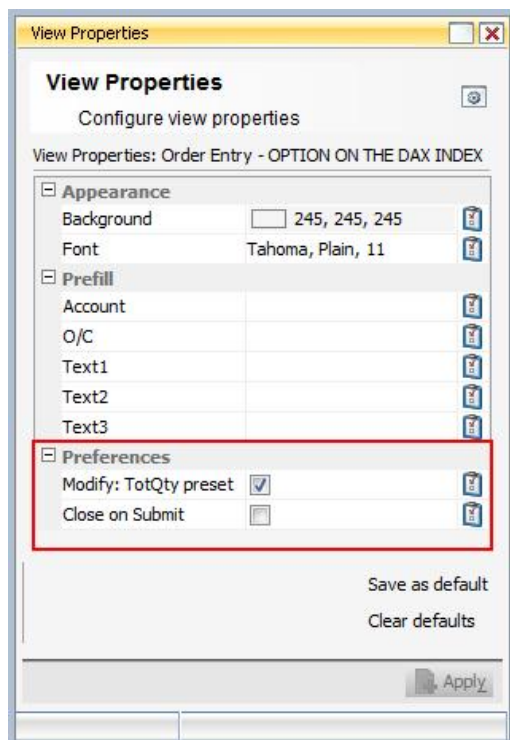 View Properties
View Properties
Configure view properties
View Properties: Order Entry - OPTION ON THE DAX INDEX
Appearance
Background 245, 245, 245
Font Tahoma, Plain, 11
Prefill
Account
O/C
Text1
Text2
Text3
Preferences
Modify: TotQty preset
Close on Submit
Save as default
Clear defaults
Apply